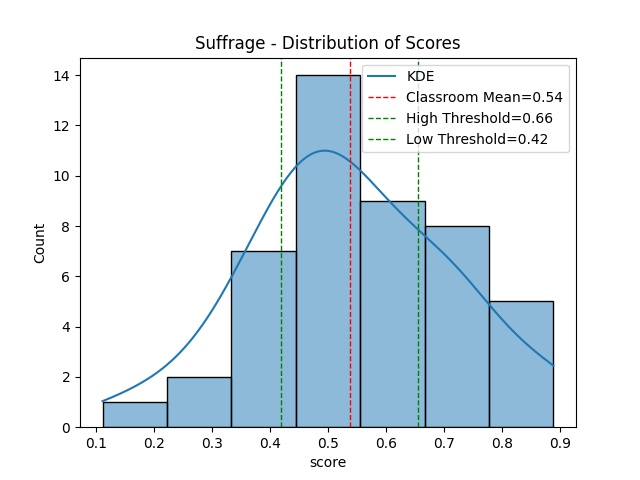 Suffrage - Distribution of Scores
KDE
Classroom Mean=0.54
High Threshold=0.66
Low Threshold=0.42
Count
14
12
10
8
6
4
2
0
0.1 0.2 0.3 0.4 0.5 0.6 0.7 0.8 0.9
score